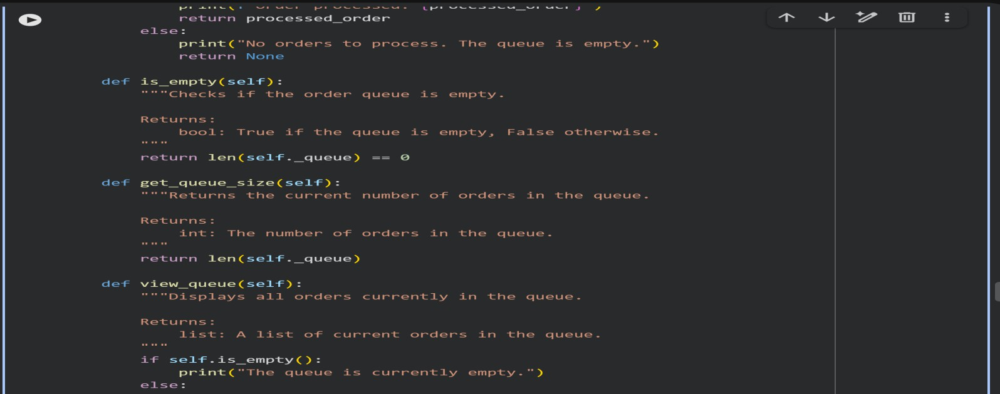 print(f"Order processed: {processed_order}")
            return processed_order
        else:
            print("No orders to process. The queue is empty.")
            return None

    def is_empty(self):
        """Checks if the order queue is empty.

        Returns:
            bool: True if the queue is empty, False otherwise.
        """
        return len(self._queue) == 0

    def get_queue_size(self):
        """Returns the current number of orders in the queue.

        Returns:
            int: The number of orders in the queue.
        """
        return len(self._queue)

    def view_queue(self):
        """Displays all orders currently in the queue.

        Returns:
            list: A list of current orders in the queue.
        """
        if self.is_empty():
            print("The queue is currently empty.")
        else: